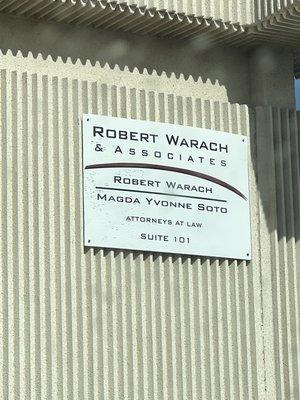 ROBERT WARACH
& ASSOCIATES
ROBERT WARACH
MAGDA YVONNE SOTO
ATTORNEYS AT LAW
SUITE 101